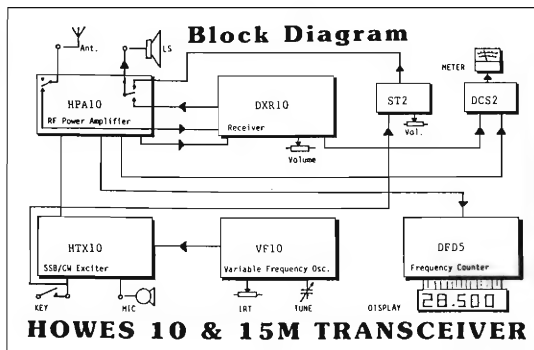 Block Diagram
Ant.
LS
METER
HPA10
RF Power Amplifier
DXR10
Receiver
ST2
DCS2
Vol.
Volume
HTX10
SSB/CW Exciter
VF10
Variable Frequency Osc.
DFD5
Frequency Counter
KEY
MIC
IRT
TUNE
DISPLAY
28.500
HOWES 10 & 15M TRANSCEIVER